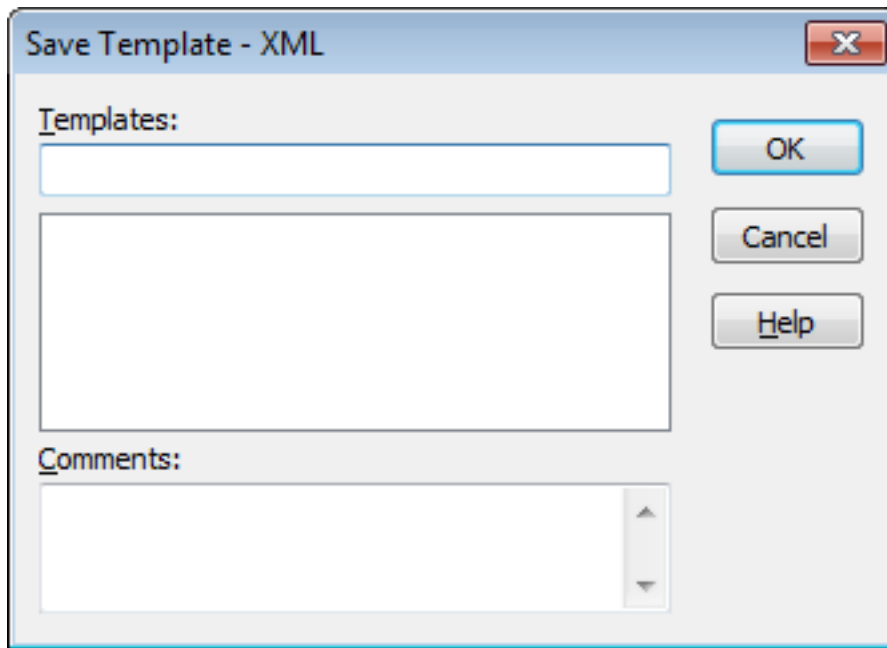 Save Template - XML
Templates:
OK
Cancel
Help
Comments: